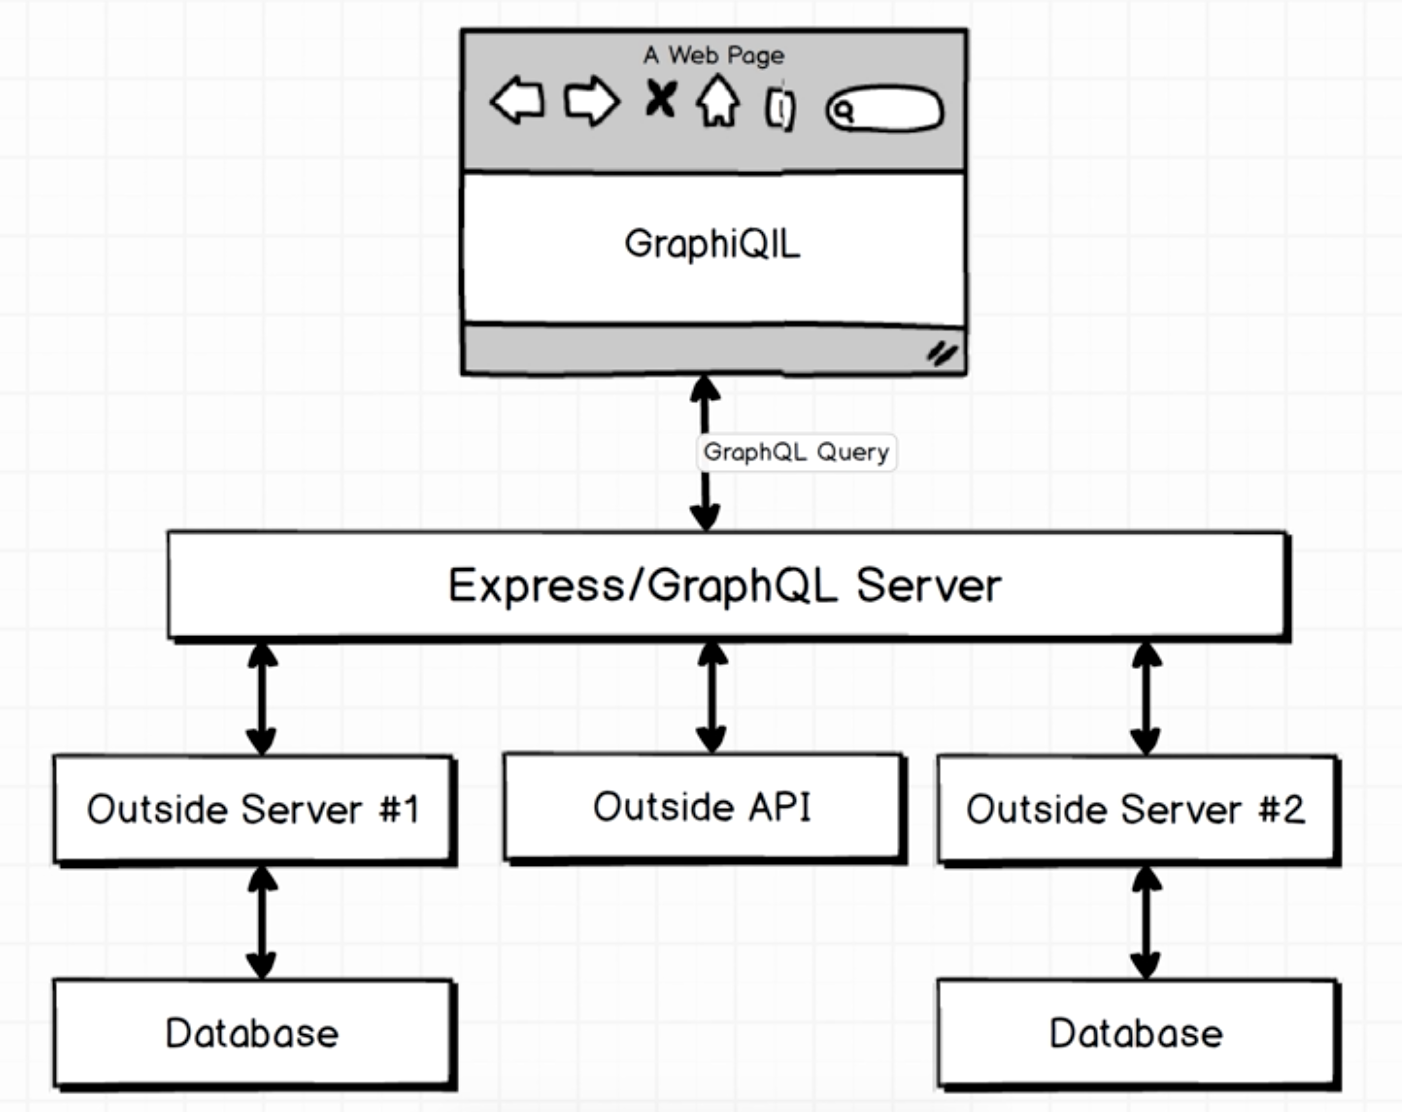 A Web Page
GraphiQIL
GraphQL Query
Express/GraphQL Server
Outside Server #1
Outside API
Outside Server #2
Database
Database